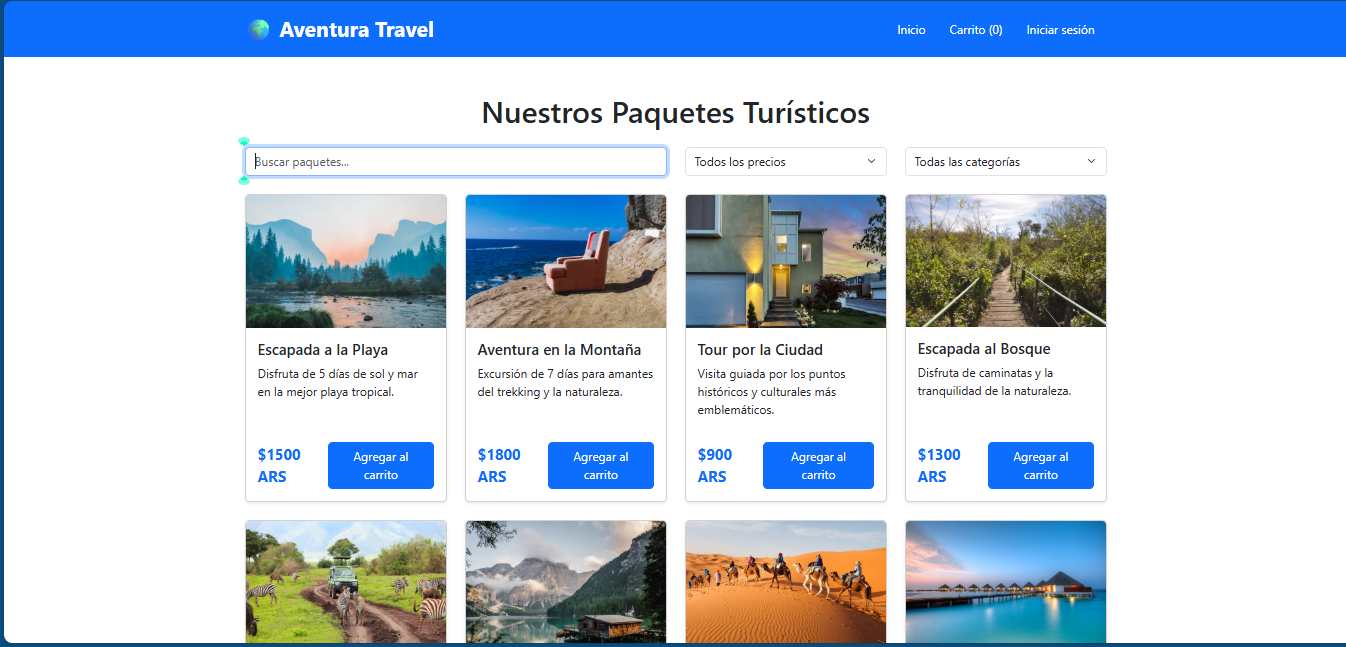 Aventura Travel
Inicio
Carrito (0)
Iniciar sesión
Nuestros Paquetes Turísticos
Buscar paquetes...
Todos los precios
Todas las categorías
Escapada a la Playa
Disfruta de 5 días de sol y mar
en la mejor playa tropical.
$1500
ARS
Agregar al
carrito
Aventura en la Montaña
Excursión de 7 días para amantes
del trekking y la naturaleza.
$1800
ARS
Agregar al
carrito
Tour por la Ciudad
Visita guiada por los puntos
históricos y culturales más
emblemáticos.
$900
ARS
Agregar al
carrito
Escapada al Bosque
Disfruta de caminatas y la
tranquilidad de la naturaleza.
$1300
ARS
Agregar al
carrito